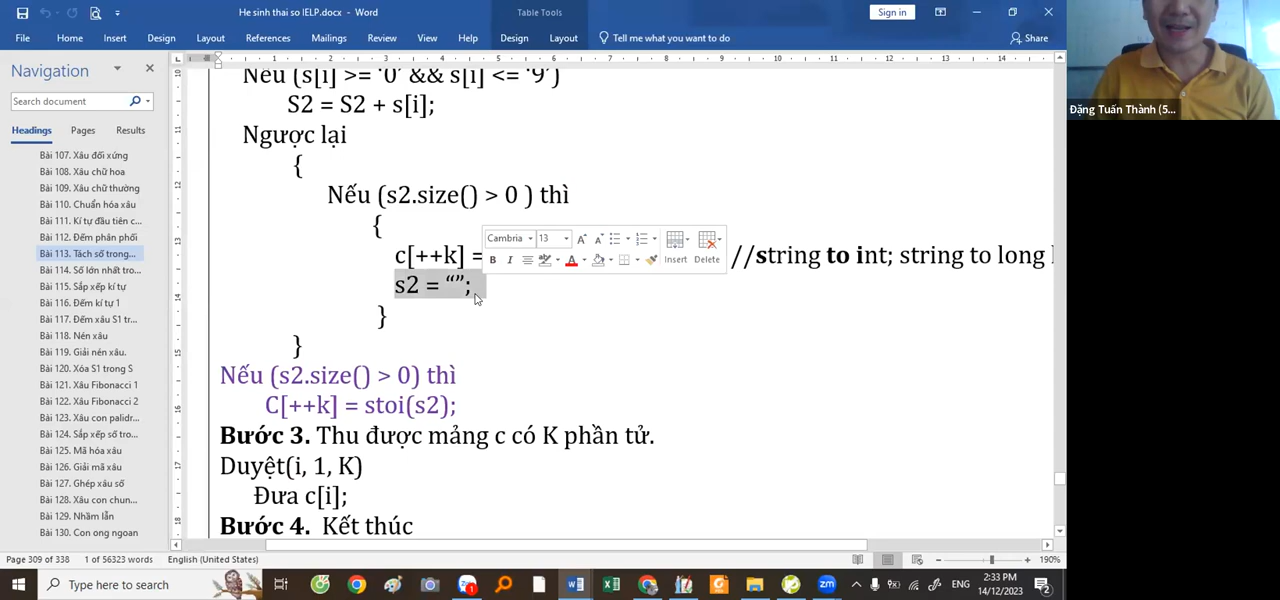 He sinh thai so IELP.docx - Word
Table Tools
Sign in
File
Home
Insert
Design
Layout
References
Mailings
Review
View
Help
Design
Layout
Tell me what you want to do
Share
Navigation
Search document
Headings
Pages
Results
Bài 107. Xâu đối xứng
Bài 108. Xâu chữ hoa
Bài 109. Xâu chữ thường
Bài 110. Chuẩn hóa xâu
Bài 111. Kí tự đầu tiên c...
Bài 112. Đếm phân phối
Bài 113. Tách số trong...
Bài 114. Số lớn nhất tro...
Bài 115. Sắp xếp kí tự
Bài 116. Đếm kí tự 1
Bài 117. Đếm xâu S1 tr...
Bài 118. Nén xâu
Bài 119. Giải nén xâu.
Bài 120. Xóa S1 trong S
Bài 121. Xâu Fibonacci 1
Bài 122. Xâu Fibonacci 2
Bài 123. Xâu con palidr...
Bài 124. Sắp xếp số tro...
Bài 125. Mã hóa xâu
Bài 126. Giải mã xâu
Bài 127. Ghép xâu số
Bài 128. Xâu con chun...
Bài 129. Nhầm lẫn
Bài 130. Con ong ngoan
Nếu (s[i] >= ‘0’ && s[i] <= ‘9’)
S2 = S2 + s[i];
Ngược lại
{
Nếu (s2.size() > 0 ) thì
{
c[++k] = //string to int; string to long
s2 = “”;
}
}
Nếu (s2.size() > 0) thì
C[++k] = stoi(s2);
Bước 3. Thu được mảng c có K phần tử.
Duyệt(i, 1, K)
Đưa c[i];
Bước 4. Kết thúc
Cambria
13
B I
Insert
Delete
Đặng Tuấn Thành (5...
Page 309 of 338
1 of 56323 words
English (United States)
190%
Type here to search
ENG
2:33 PM
14/12/2023